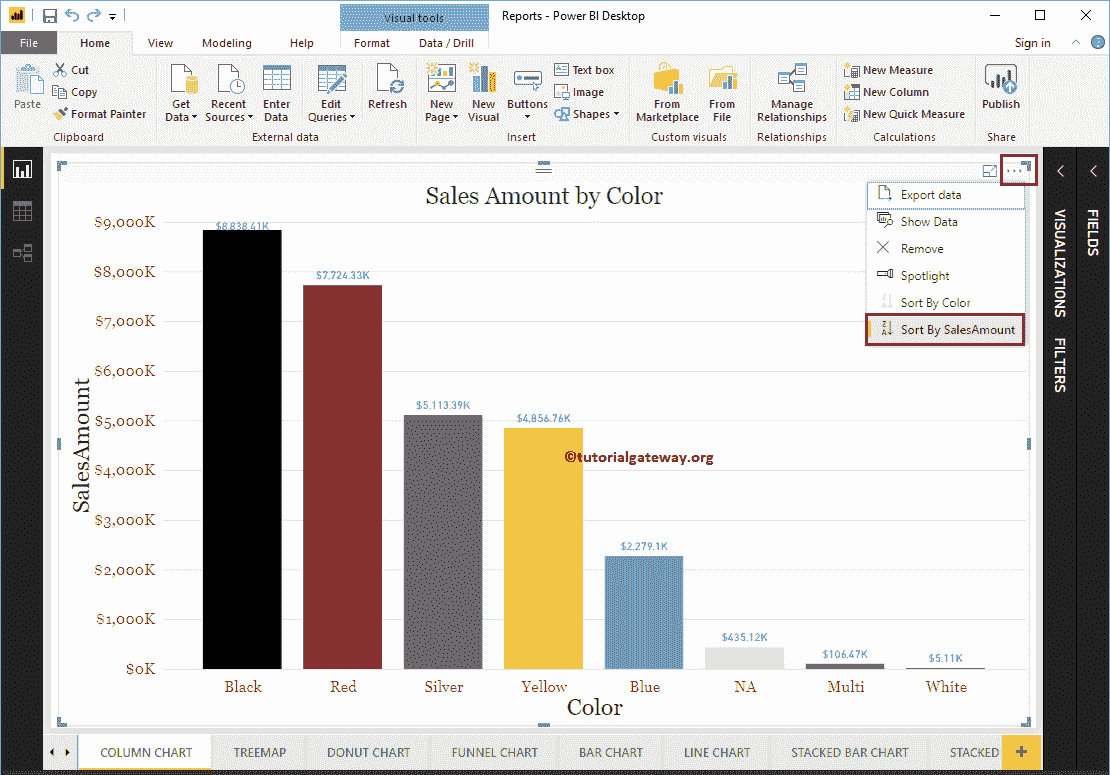 Visual tools
Reports - Power BI Desktop
File Home View Modeling Help Format Data / Drill Sign in
Paste
Cut
Copy
Format Painter
Get Data
Recent Sources
Enter Data
Edit Queries
Refresh
New Page
New Visual
Buttons
Text box
Image
Shapes
From Marketplace
From File
Manage Relationships
New Measure
New Column
New Quick Measure
Publish
Clipboard External data Insert Custom visuals Relationships Calculations Share
Sales Amount by Color
Export data
Show Data
Remove
Spotlight
Sort By Color
Sort By SalesAmount
VISUALIZATIONS
FILTERS
FIELDS
SalesAmount
$9,000K
$8,000K
$7,000K
$6,000K
$5,000K
$4,000K
$3,000K
$2,000K
$1,000K
$0K
$8,838.41K
$7,724.33K
$5,113.39K
$4,856.76K
$2,279.1K
$435.12K
$106.47K
$5.11K
©tutorialgateway.org
Black Red Silver Yellow Blue NA Multi White
Color
COLUMN CHART TREEMAP DONUT CHART FUNNEL CHART BAR CHART LINE CHART STACKED BAR CHART STACKED